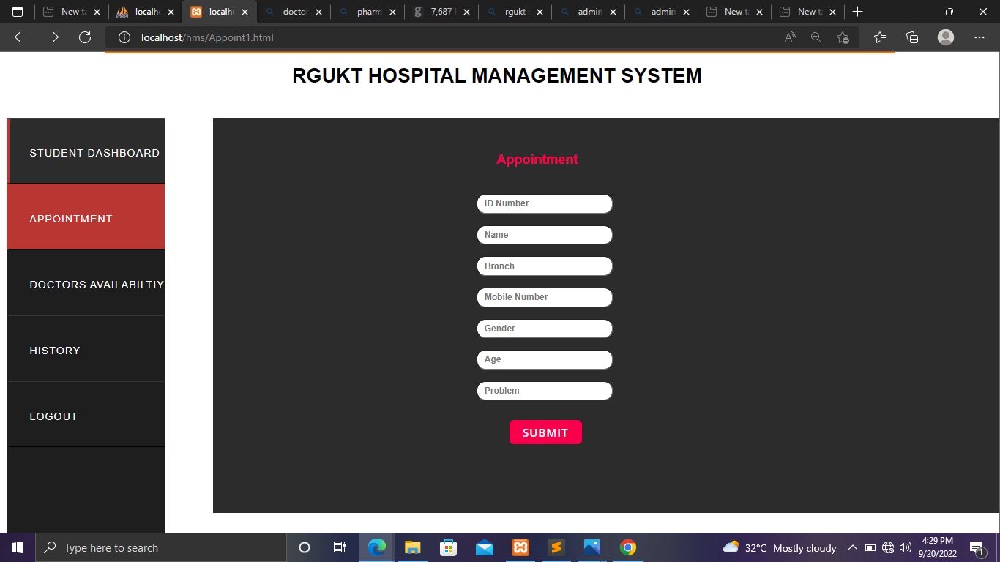 New ta
localho
localho
doctor
pharm
7,687 i
rgukt s
admin
admin
New ta
New ta
localhost/hms/Appoint1.html
RGUKT HOSPITAL MANAGEMENT SYSTEM
STUDENT DASHBOARD
APPOINTMENT
DOCTORS AVAILABILTIY
HISTORY
LOGOUT
Appointment
ID Number
Name
Branch
Mobile Number
Gender
Age
Problem
SUBMIT
Type here to search
32°C Mostly cloudy
4:29 PM
9/20/2022
1